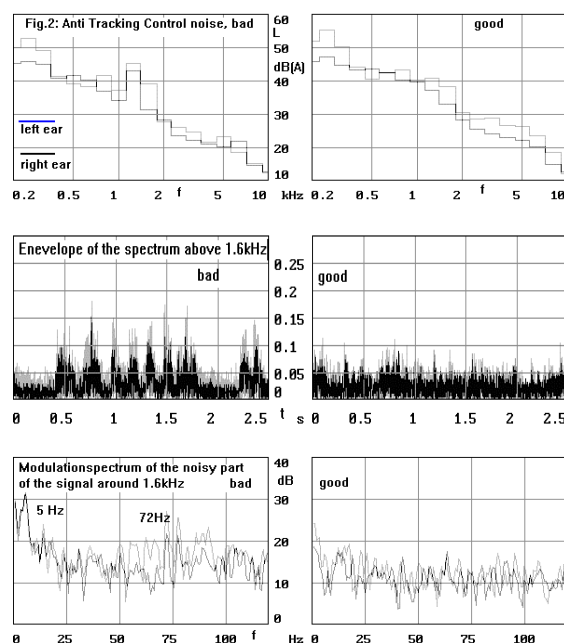 Fig.2: Anti Tracking Control noise, bad
60
L
50
dB(A)
40
30
20
left ear
right ear
0.2 0.5 1 2 5 10 kHz
f
good
0.2 0.5 1 2 5 10
f
Enevelope of the spectrum above 1.6kHz
bad
0.3
0.25
0.2
0.15
0.1
0.05
0
0 0.5 1 1.5 2 2.5 t s
good
0 0.5 1 1.5 2 2.5
Modulationspectrum of the noisy part
of the signal around 1.6kHz bad
40
dB
30
20
10
0
5 Hz
72Hz
0 25 50 75 100 f Hz
good
0 25 50 75 100